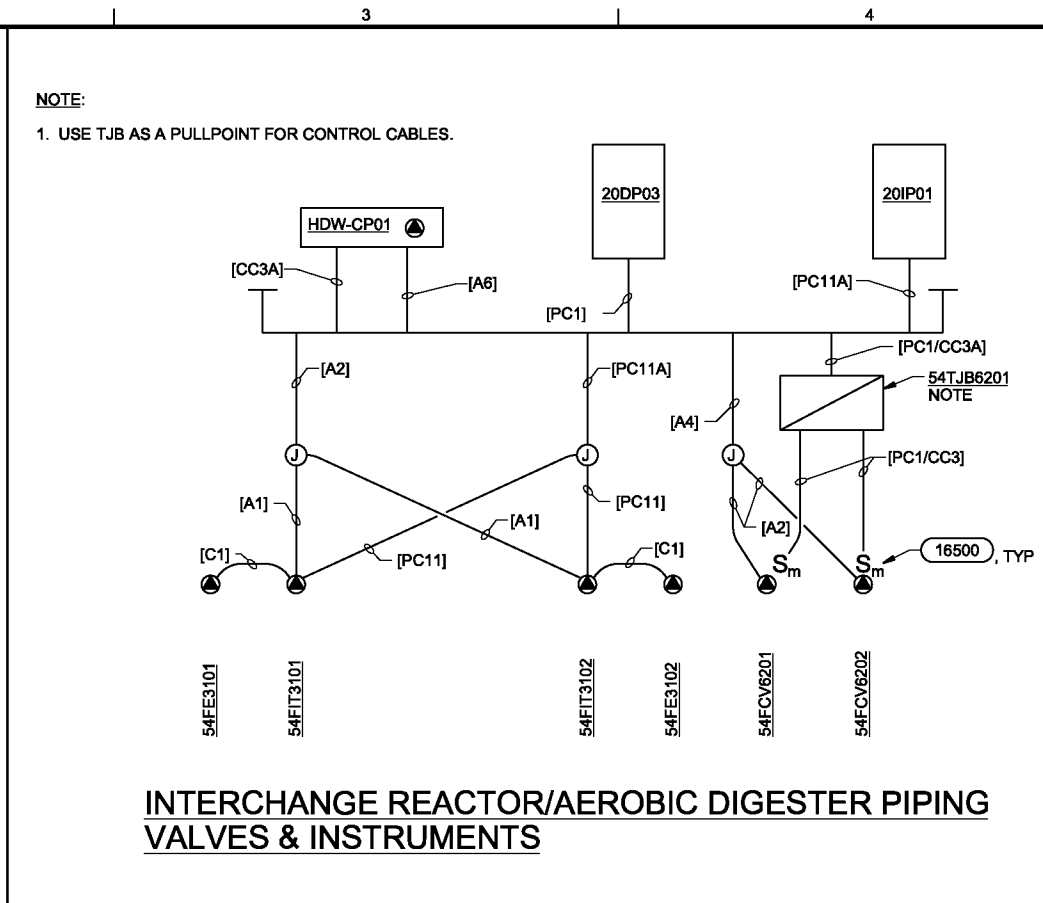 3
4
NOTE:
1. USE TJB AS A PULLPOINT FOR CONTROL CABLES.
20DP03
20IP01
HDW-CP01
[CC3A]
[A6]
[PC11A]
[PC1]
[PC1/CC3A]
[A2]
[PC11A]
54TJB6201
NOTE
[A4]
J
J
J
[PC1/CC3]
[A1]
[PC11]
[A1]
[A2]
[C1]
[PC11]
[C1]
16500
, TYP
Sm
Sm
54FE3101
54FIT3101
54FIT3102
54FE3102
54FCV6201
54FCV6202
INTERCHANGE REACTOR/AEROBIC DIGESTER PIPING
VALVES & INSTRUMENTS